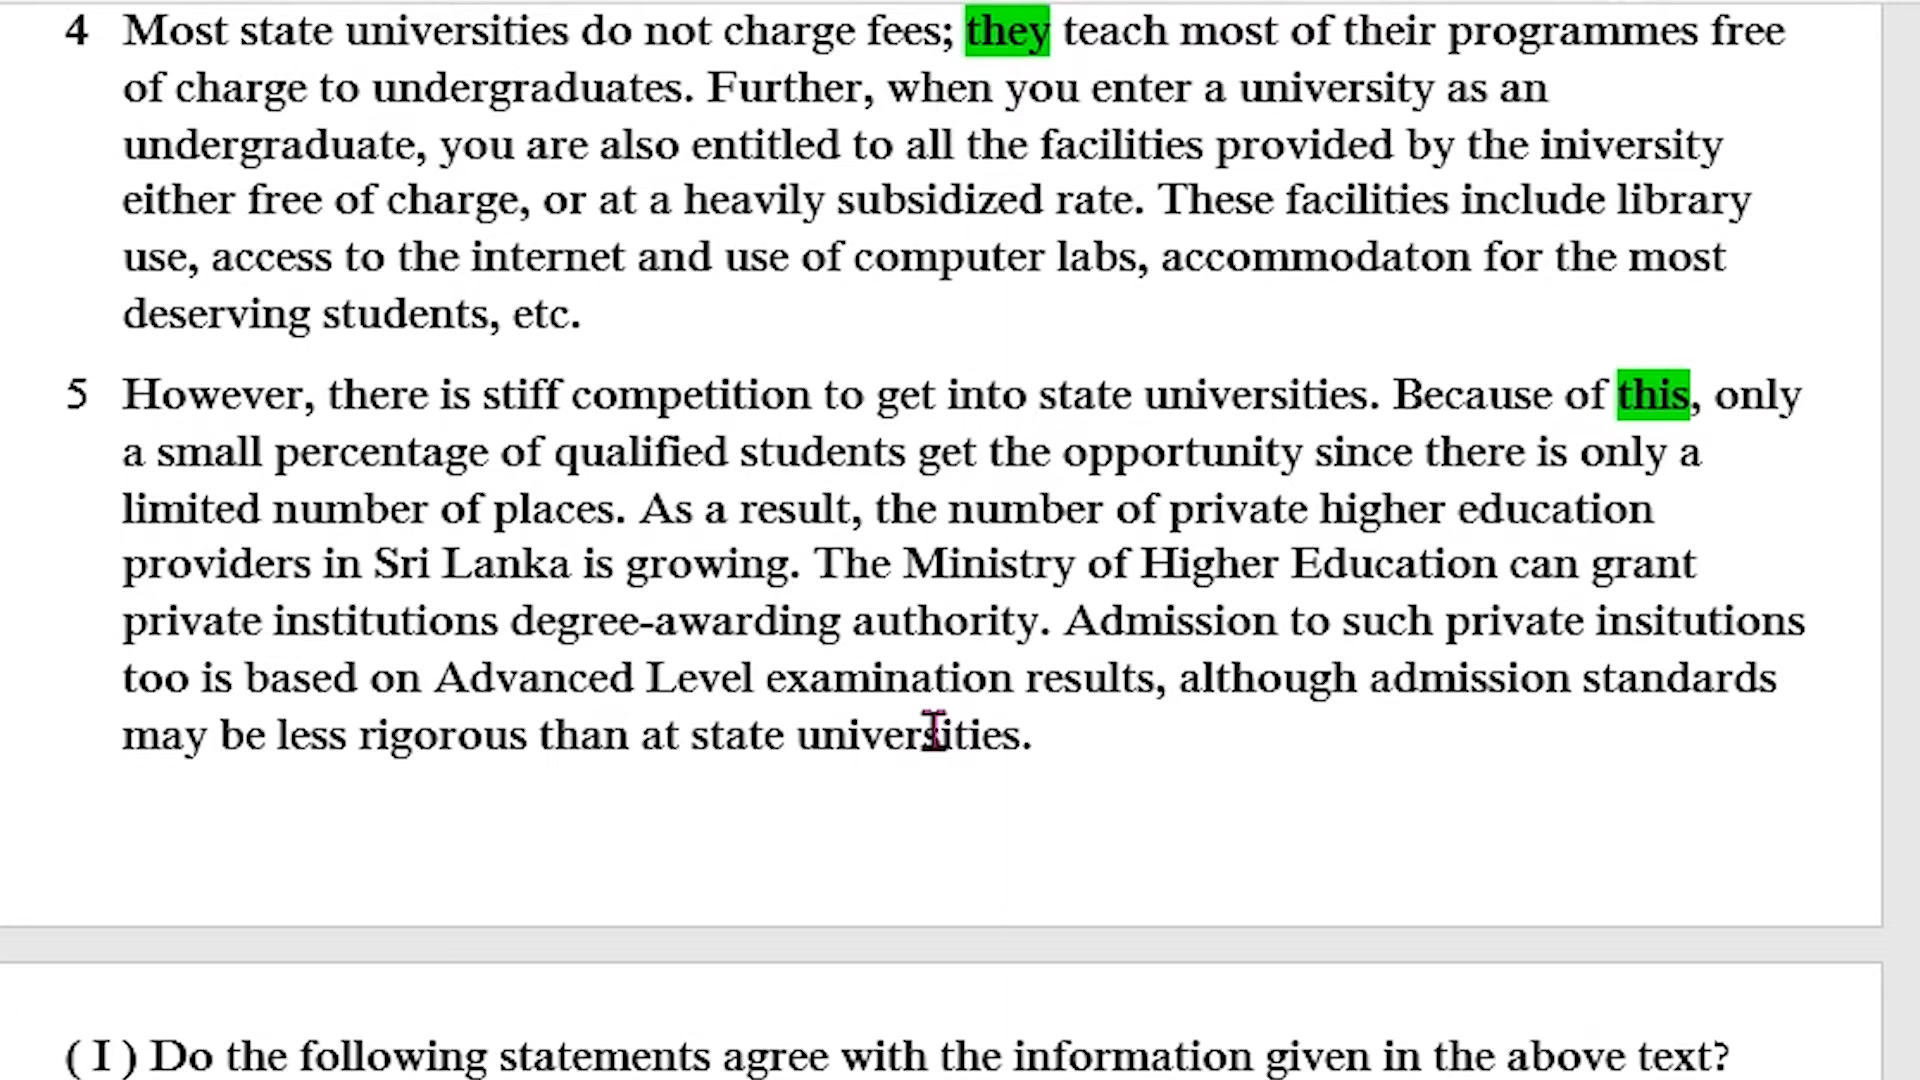 4 Most state universities do not charge fees; they teach most of their programmes free
of charge to undergraduates. Further, when you enter a university as an
undergraduate, you are also entitled to all the facilities provided by the iniversity
either free of charge, or at a heavily subsidized rate. These facilities include library
use, access to the internet and use of computer labs, accommodaton for the most
deserving students, etc.
5 However, there is stiff competition to get into state universities. Because of this, only
a small percentage of qualified students get the opportunity since there is only a
limited number of places. As a result, the number of private higher education
providers in Sri Lanka is growing. The Ministry of Higher Education can grant
private institutions degree-awarding authority. Admission to such private insitutions
too is based on Advanced Level examination results, although admission standards
may be less rigorous than at state universities.
( I ) Do the following statements agree with the information given in the above text?